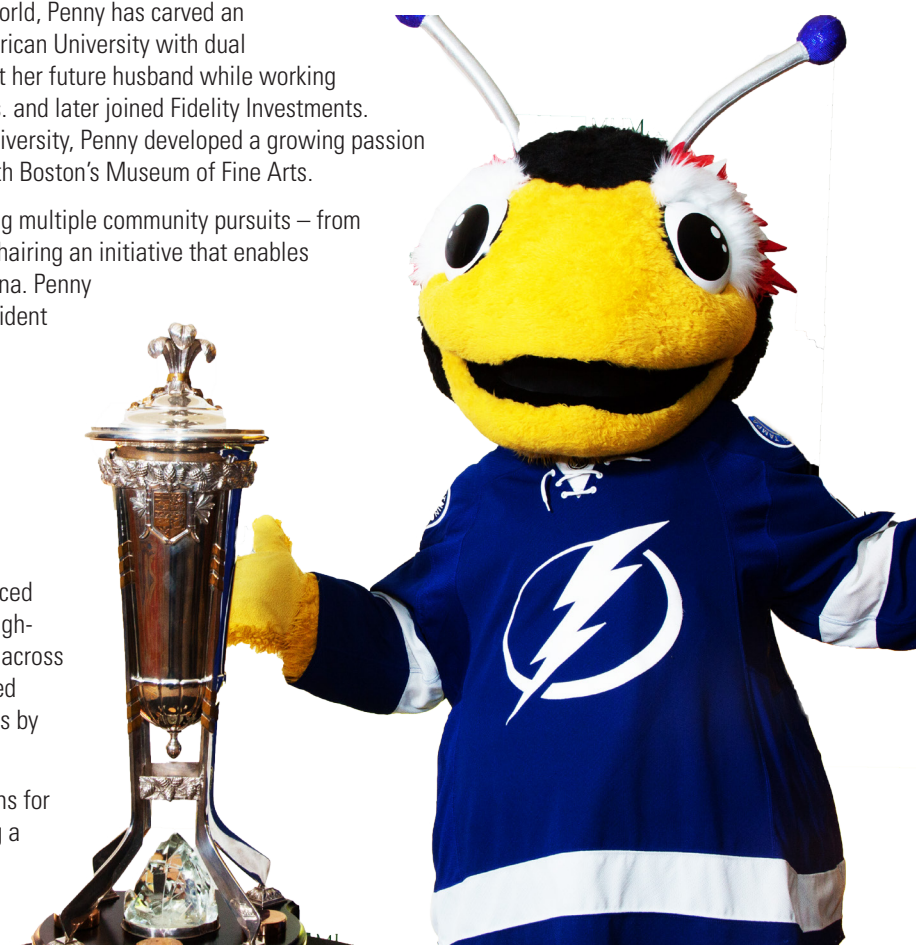 orld, Penny has carved an
rican University with dual
t her future husband while working
s. and later joined Fidelity Investments.
iversity, Penny developed a growing passion
th Boston’s Museum of Fine Arts.
g multiple community pursuits – from
hairing an initiative that enables
na. Penny
ident
ced
gh-
across
ed
s by
ns for
g a